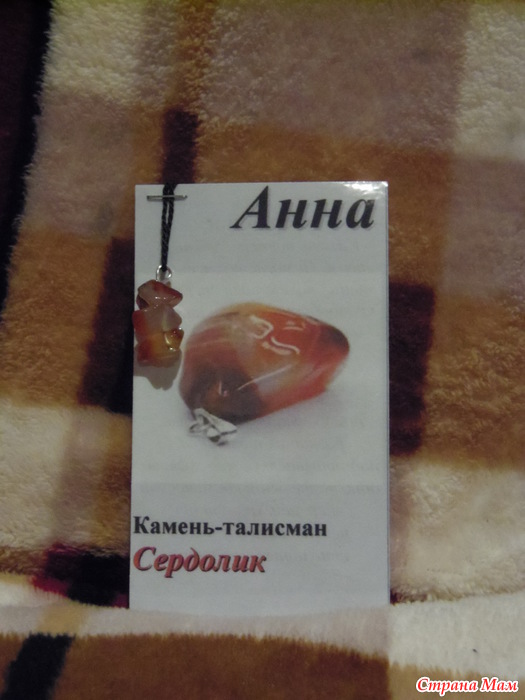 Анна
Камень-талисман
Сердолик
Страна Мам